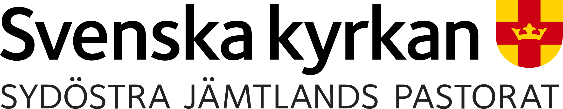 Svenska kyrkan
SYDÖSTRA JÄMTLANDS PASTORAT